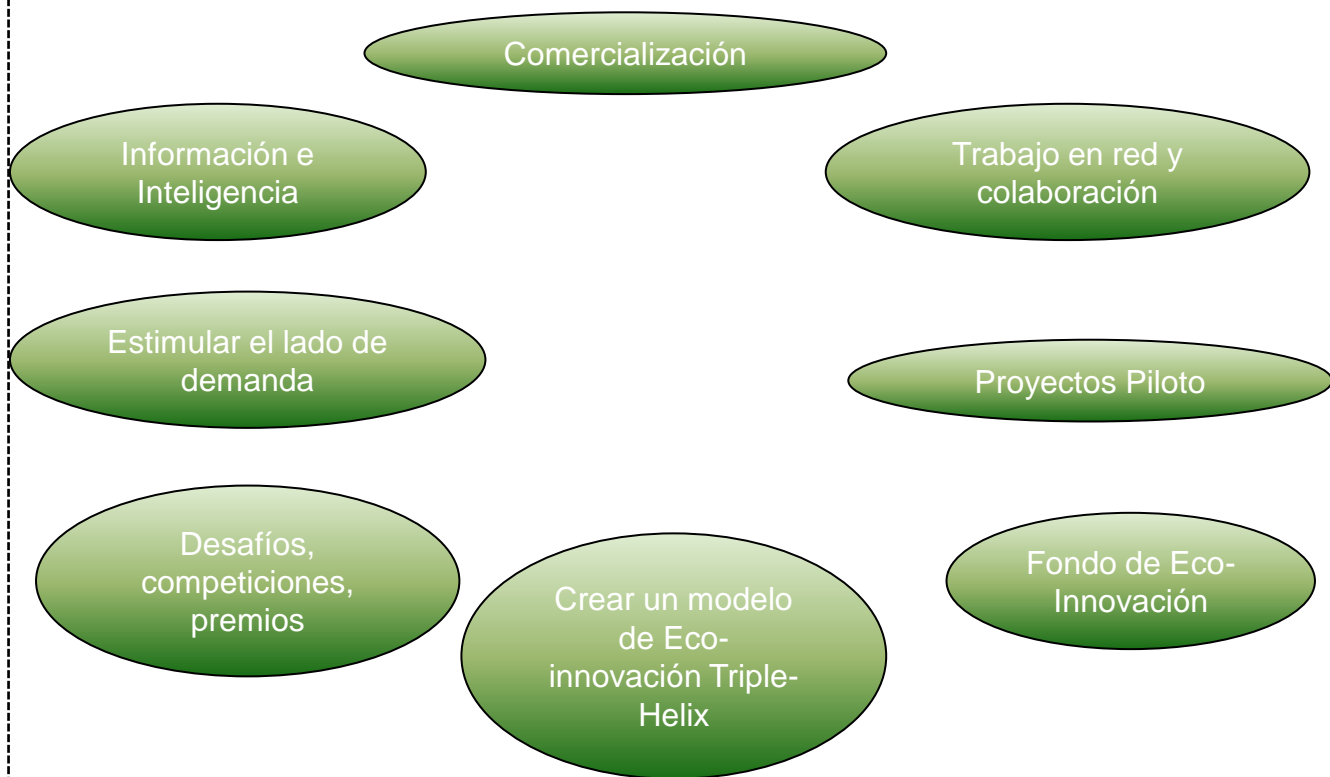 Comercialización
Información e
Inteligencia
Trabajo en red y
colaboración
Estimular el lado de
demanda
Proyectos Piloto
Desafíos,
competiciones,
premios
Crear un modelo
de Eco-
innovación Triple-
Helix
Fondo de Eco-
Innovación